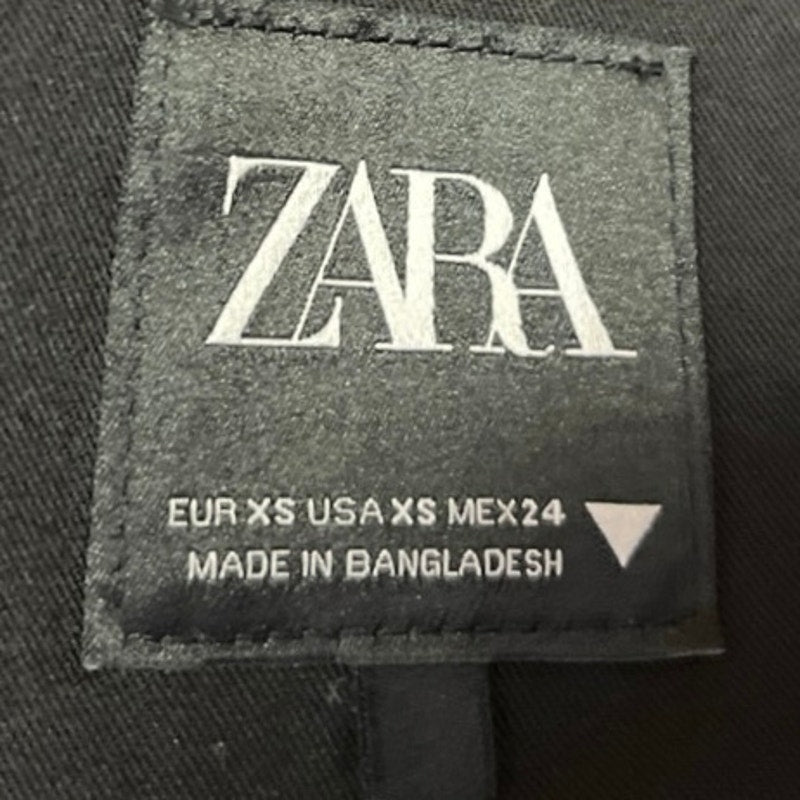 ZARA
EUR XS USA XS MEX 24
MADE IN BANGLADESH